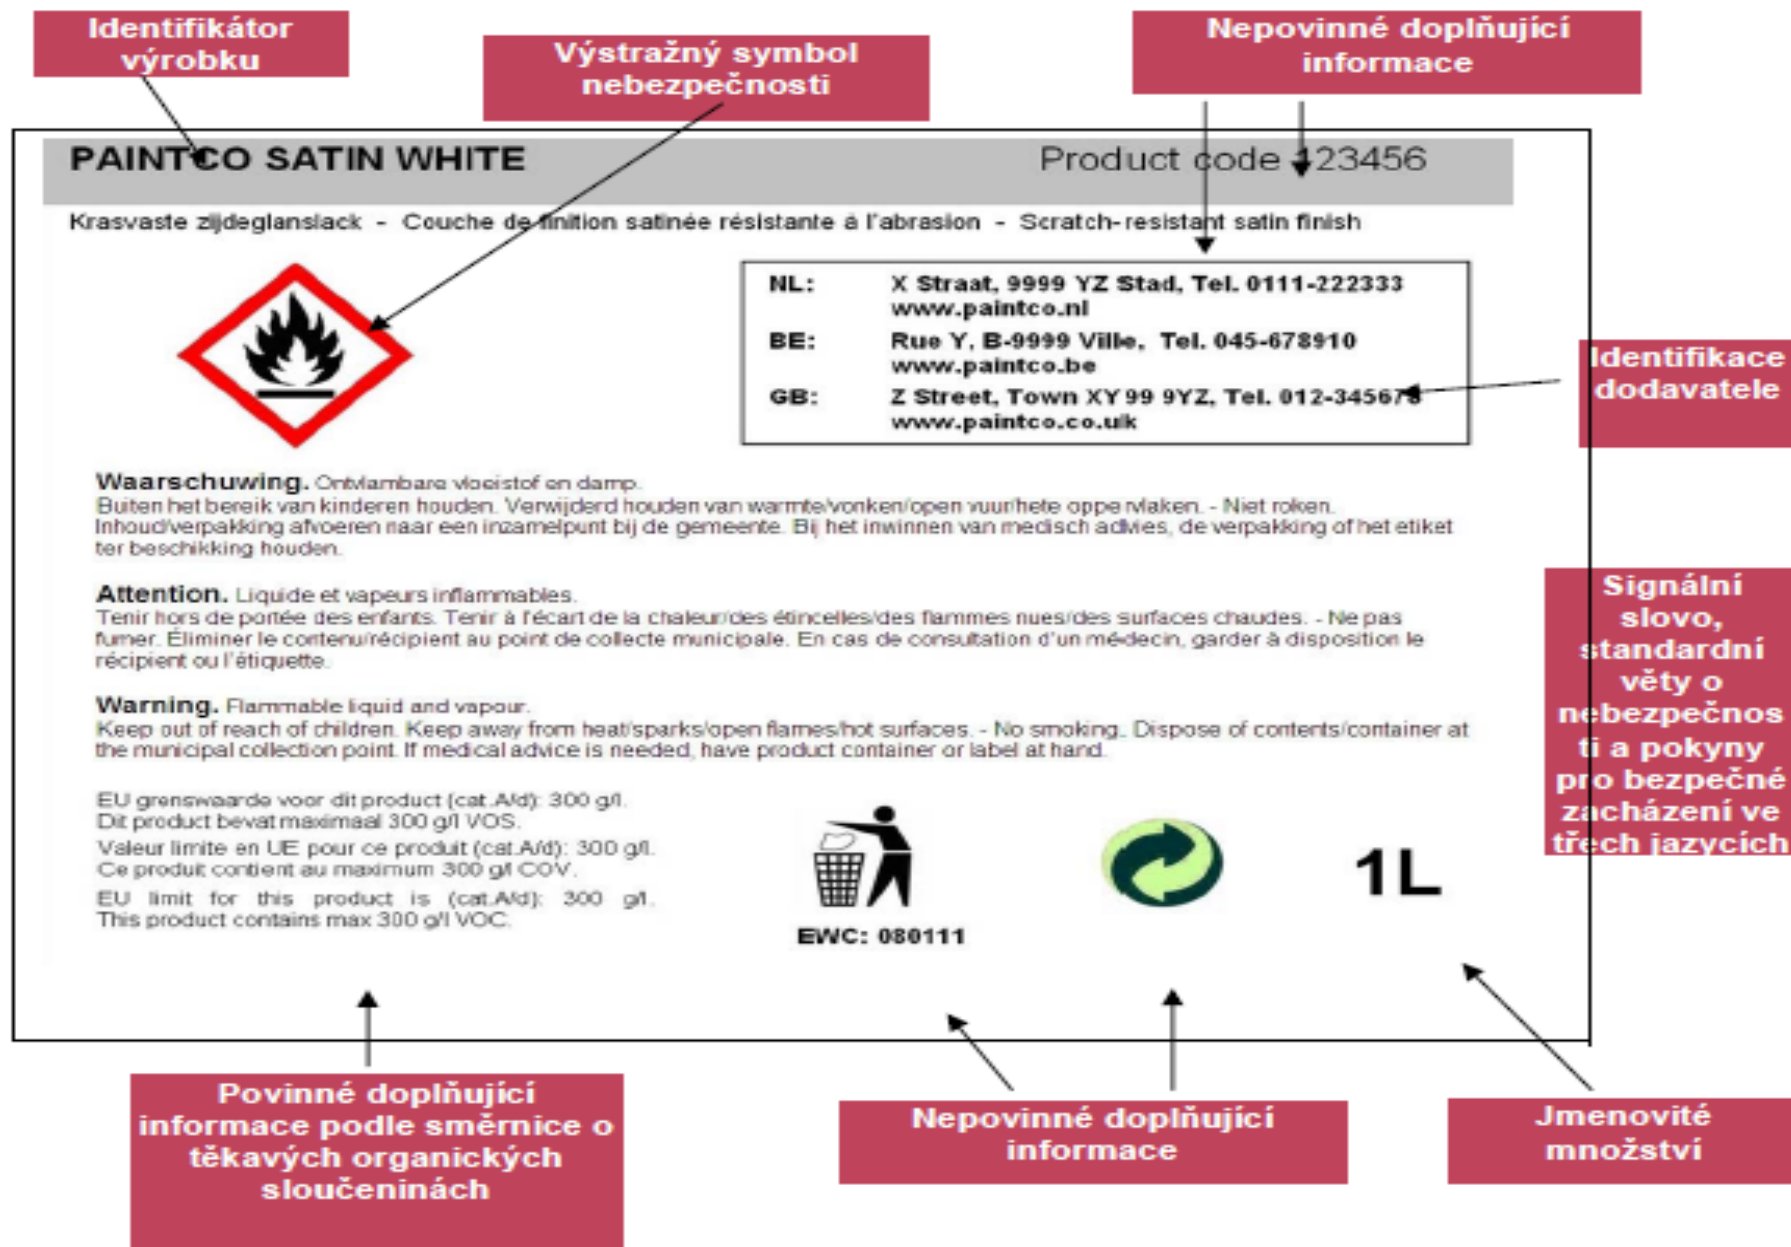 Identifikátor
výrobku
Výstražný symbol
nebezpečnosti
Nepovinné doplňující
informace
PAINTCO SATIN WHITE
Product code 123456
Krasvaste zijdeglanslack - Couche de finition satinée résistante à l'abrasion - Scratch-resistant satin finish
NL: X Straat, 9999 YZ Stad, Tel. 0111-222333
www.paintco.nl
BE: Rue Y, B-9999 Ville, Tel. 045-678910
www.paintco.be
GB: Z Street, Town XY99 9YZ, Tel. 012-345678
www.paintco.co.uk
Identifikace
dodavatele
Waarschuwing. Ontvlambare vloeistof en damp.
Buiten het bereik van kinderen houden. Verwijderd houden van warmte/vonken/open vuur/hete oppervlaken. - Niet roken.
Inhoud/verpakking afvoeren naar een inzamelpunt bij de gemeente. Bij het inwinnen van medisch advies, de verpakking of het etiket
ter beschikking houden.
Attention. Liquide et vapeurs inflammables.
Tenir hors de portée des enfants. Tenir à l'écart de la chaleur/des étincelles/des flammes nues/des surfaces chaudes. - Ne pas
fumer. Éliminer le contenu/récipient au point de collecte municipale. En cas de consultation d'un médecin, garder à disposition le
récipient ou l'étiquette.
Warning. Flammable liquid and vapour.
Keep out of reach of children. Keep away from heat/sparks/open flames/hot surfaces. - No smoking. Dispose of contents/container at
the municipal collection point. If medical advice is needed, have product container or label at hand.
Signální
slovo,
standardní
věty o
nebezpečnos
ti a pokyny
pro bezpečné
zacházení ve
třech jazycích
EU grenswaarde voor dit product (cat.A/d): 300 g/l.
Dit product bevat maximaal 300 g/l VOS.
Valeur limite en UE pour ce produit (cat.A/d): 300 g/l.
Ce produit contient au maximum 300 g/l COV.
EU limit for this product is (cat.A/d): 300 g/l.
This product contains max 300 g/l VOC.
EWC: 080111
1L
Povinné doplňující
informace podle směrnice o
těkavých organických
sloučeninách
Nepovinné doplňující
informace
Jmenovité
množství